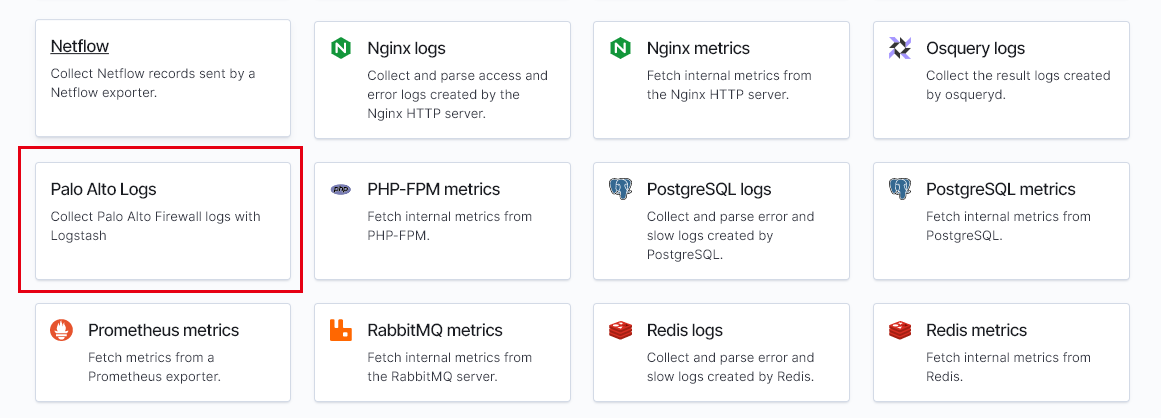 Netflow
Collect Netflow records sent by a
Netflow exporter.
Nginx logs
Collect and parse access and
error logs created by the
Nginx HTTP server.
Nginx metrics
Fetch internal metrics from
the Nginx HTTP server.
Osquery logs
Collect the result logs created
by osqueryd.
Palo Alto Logs
Collect Palo Alto Firewall logs with
Logstash
php
PHP-FPM metrics
Fetch internal metrics from
PHP-FPM.
PostgreSQL logs
Collect and parse error and
slow logs created by
PostgreSQL.
PostgreSQL metrics
Fetch internal metrics from
PostgreSQL.
Prometheus metrics
Fetch metrics from a
Prometheus exporter.
RabbitMQ metrics
Fetch internal metrics from
the RabbitMQ server.
Redis logs
Collect and parse error and
slow logs created by Redis.
Redis metrics
Fetch internal metrics from
Redis.